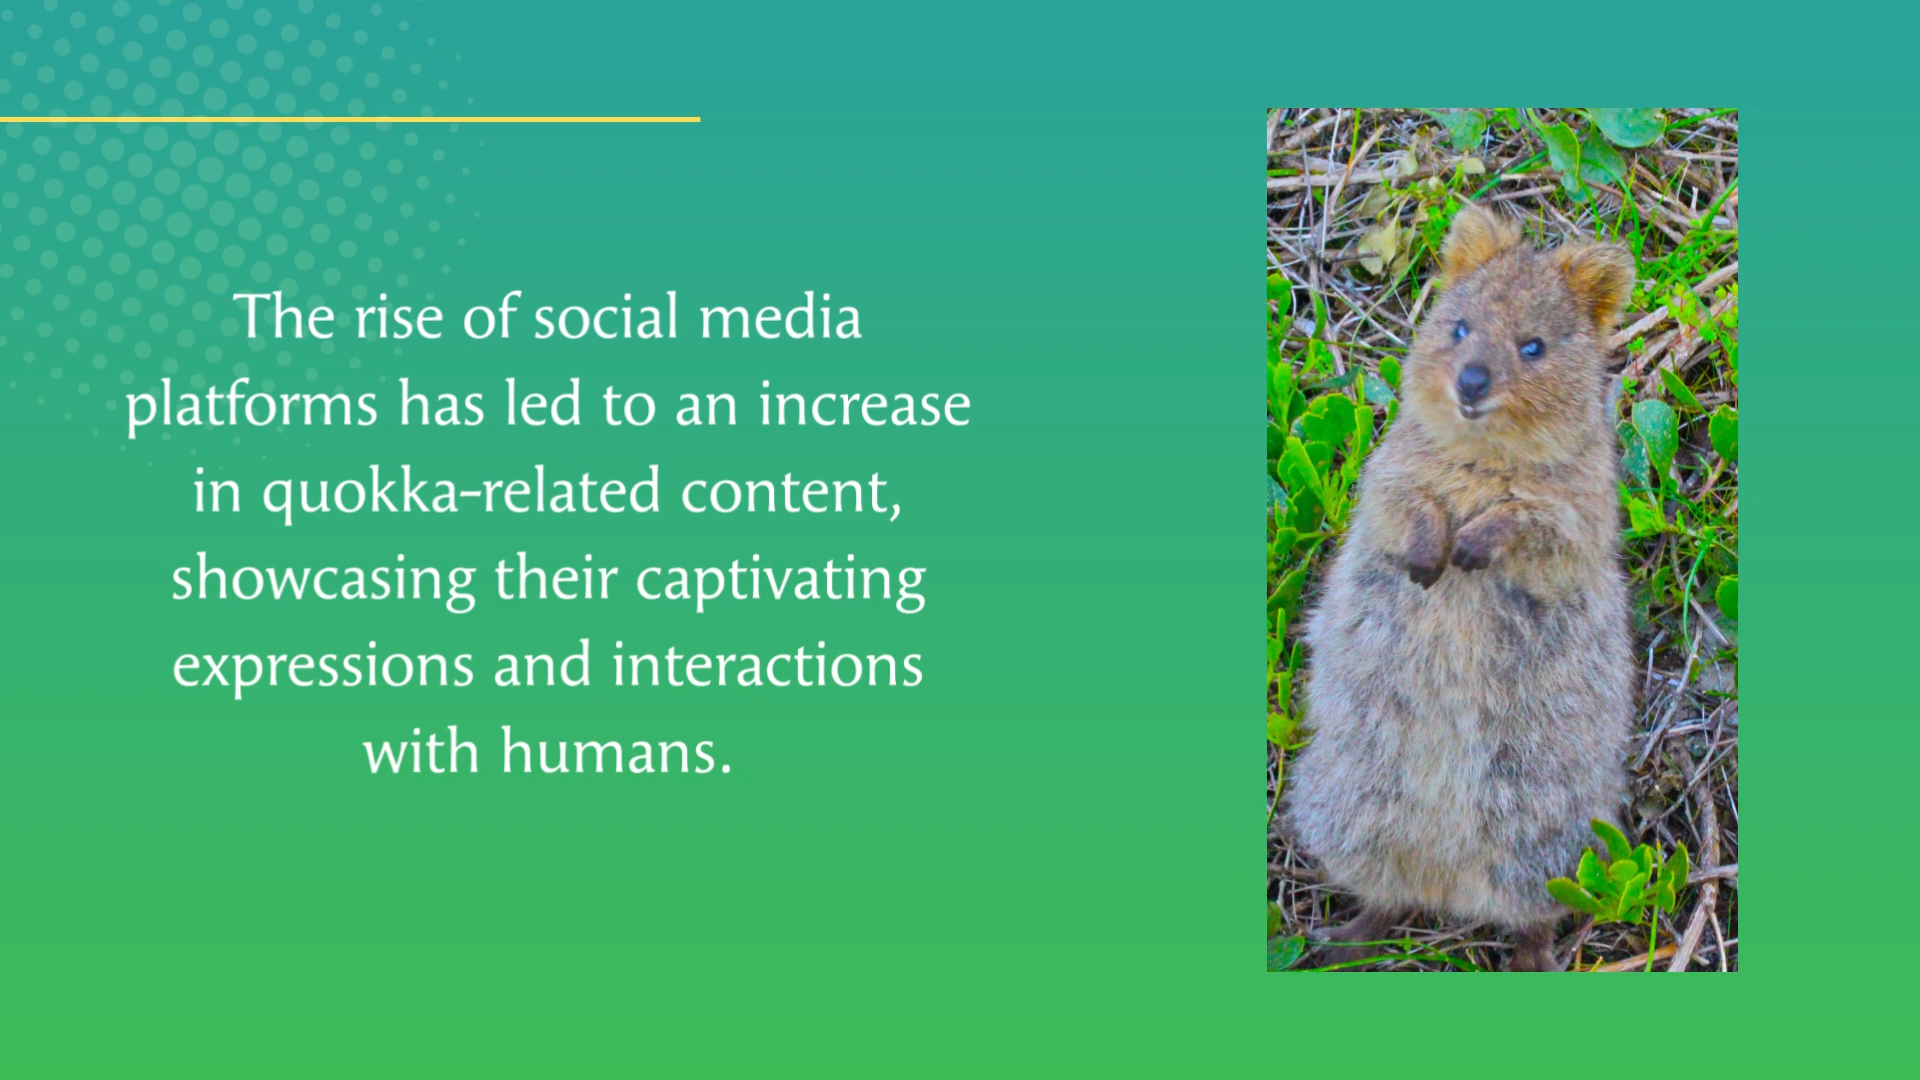 The rise of social media
platforms has led to an increase
in quokka-related content,
showcasing their captivating
expressions and interactions
with humans.